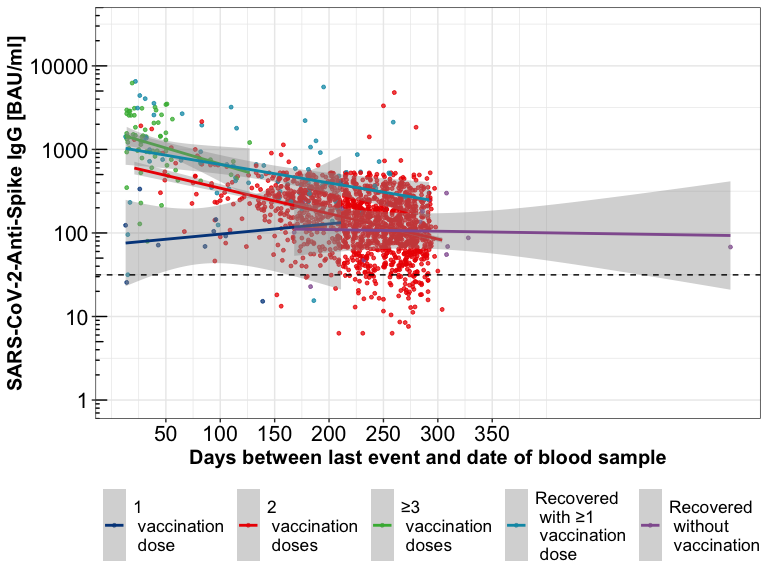 SARS-CoV-2-Anti-Spike IgG [BAU/ml]
10000
1000
100
10
1
50 100 150 200 250 300 350
Days between last event and date of blood sample
1
vaccination
dose
2
vaccination
doses
≥3
vaccination
doses
Recovered
with ≥1
vaccination
dose
Recovered
without
vaccination